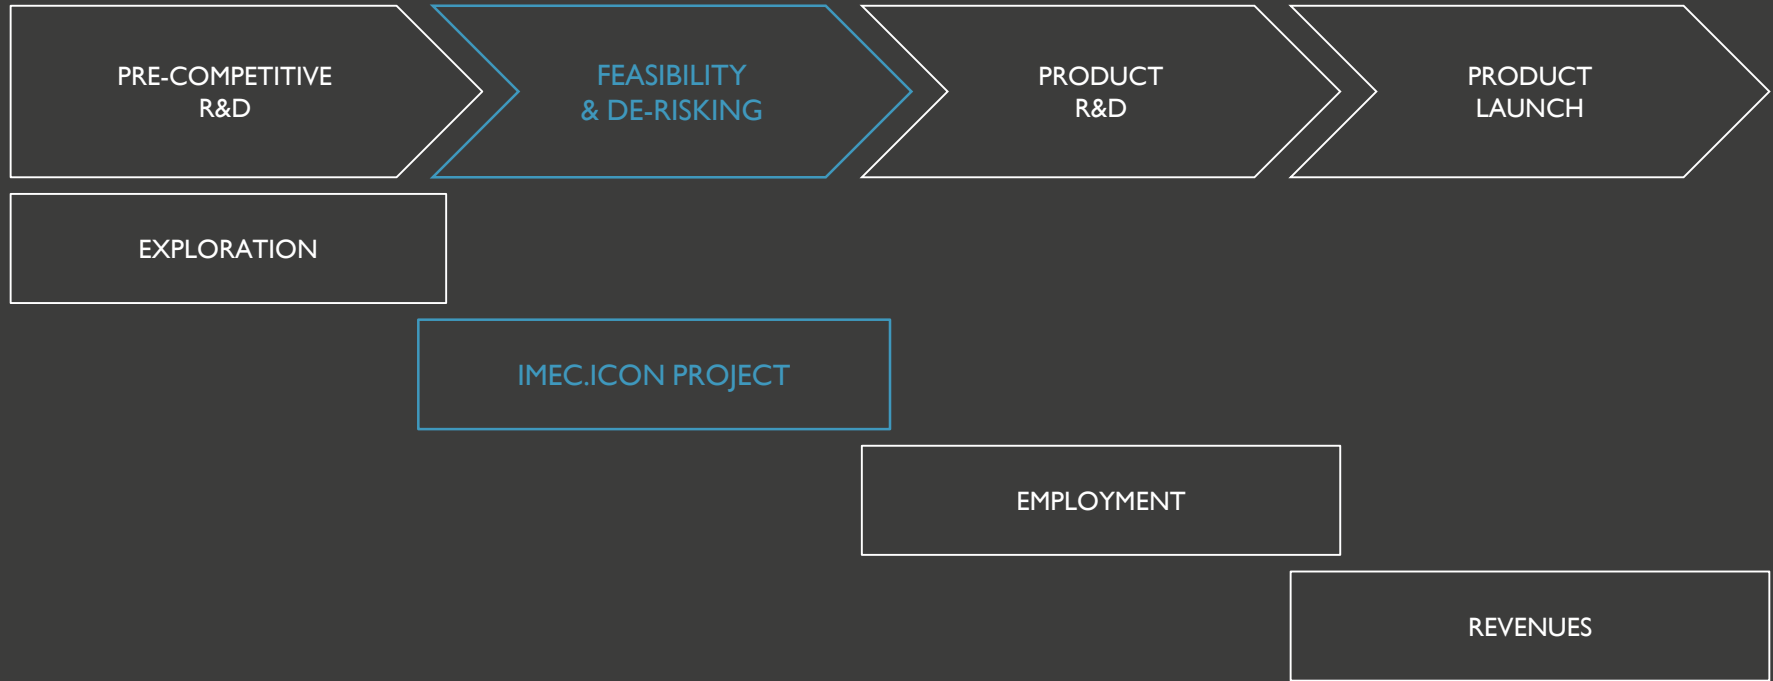 PRE-COMPETITIVE
R&D
FEASIBILITY
& DE-RISKING
PRODUCT
R&D
PRODUCT
LAUNCH
EXPLORATION
IMEC.ICON PROJECT
EMPLOYMENT
REVENUES